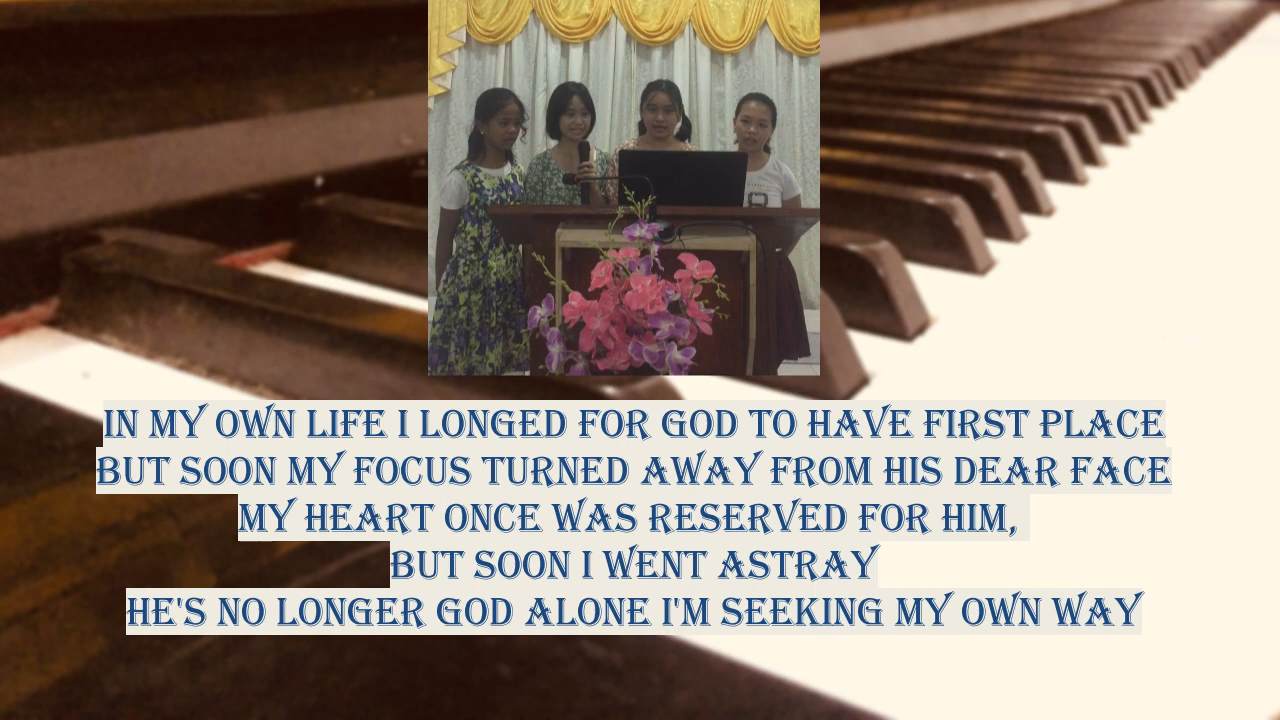 IN MY OWN LIFE I LONGED FOR GOD TO HAVE FIRST PLACE
BUT SOON MY FOCUS TURNED AWAY FROM HIS DEAR FACE
MY HEART ONCE WAS RESERVED FOR HIM,
BUT SOON I WENT ASTRAY
HE'S NO LONGER GOD ALONE I'M SEEKING MY OWN WAY